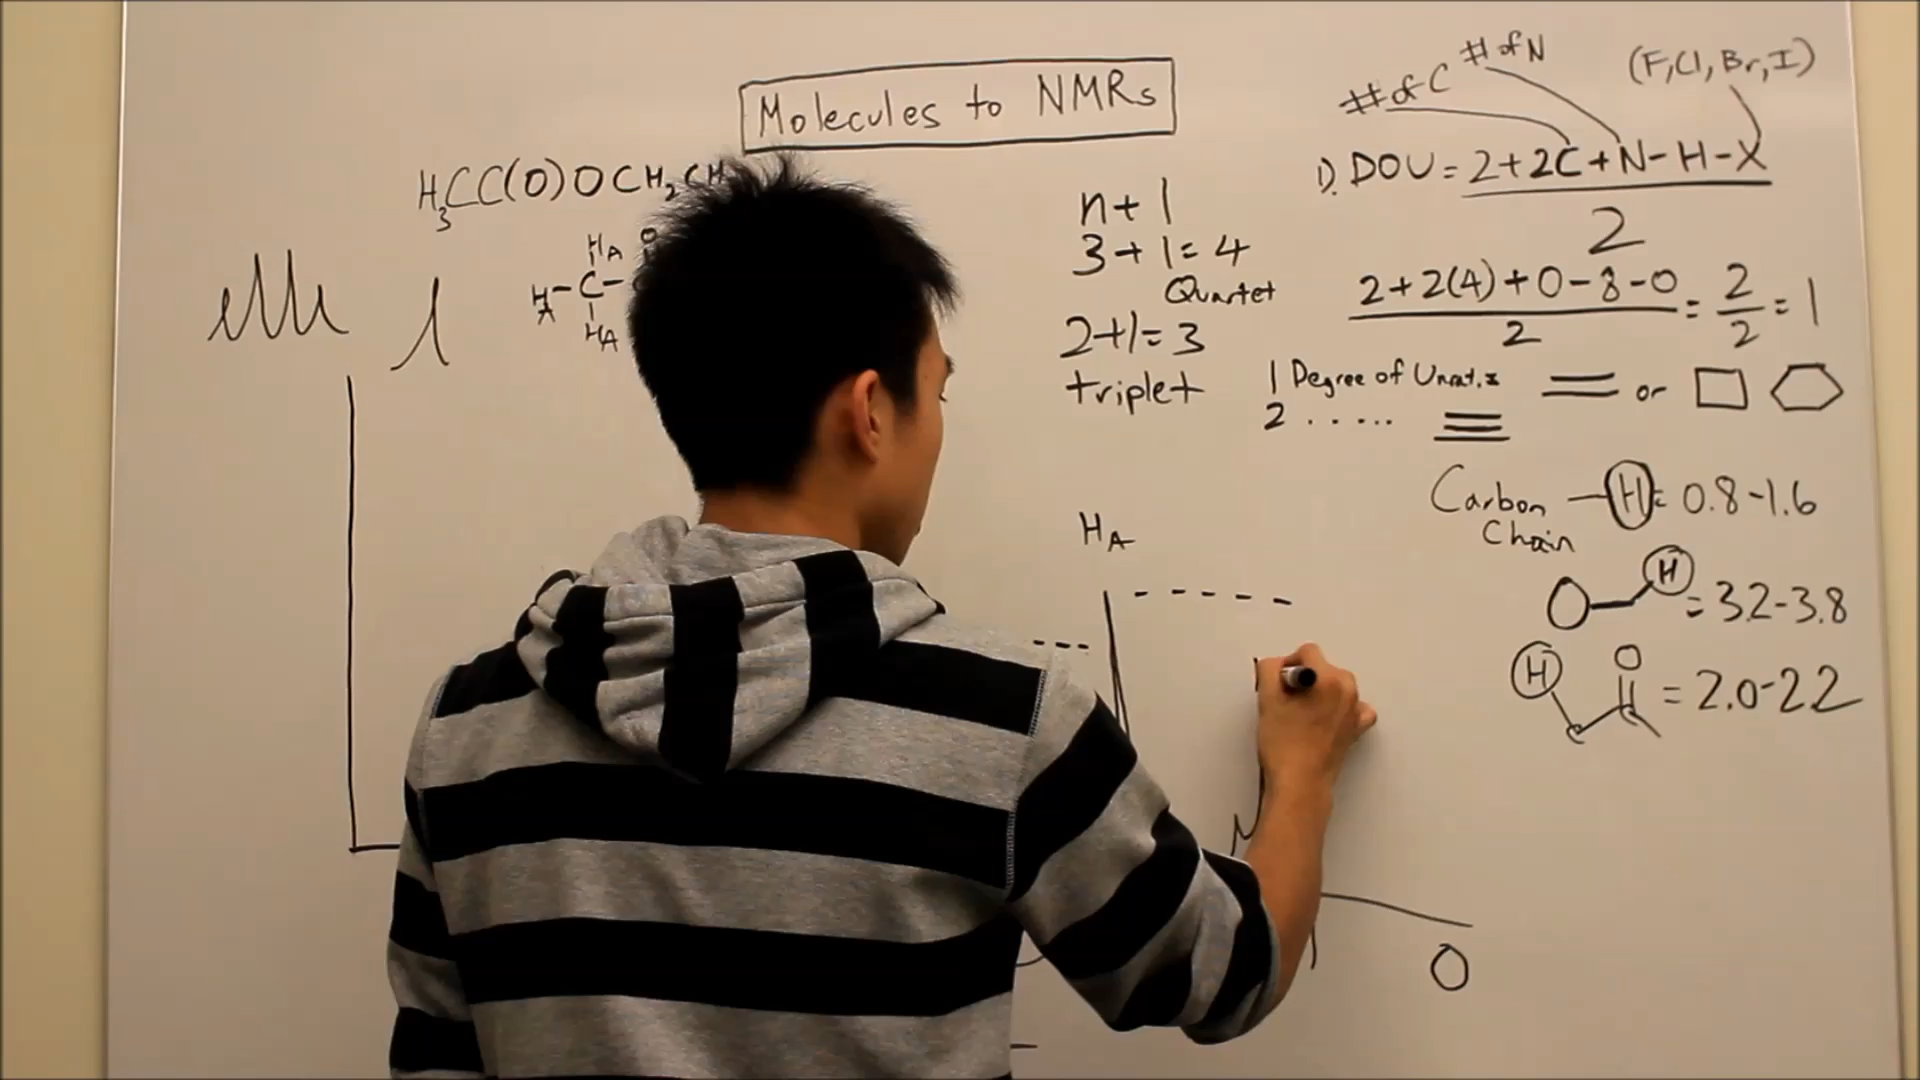 Molecules to NMRs
H3CC(O)OCH2CH
HA O
H-C-
A
HA
n+1
3+1=4
Quartet
2+1=3
triplet
# of C # of N (F,Cl,Br,I)
1). DOU = 2+2C+N-H-X
2
2+2(4)+0-8-0 = 2 = 1
2 2
1 Degree of Unsat. = or
2 ......
Carbon -H = 0.8-1.6
Chain
O H = 3.2-3.8
H O = 2.0-2.2
HA
O